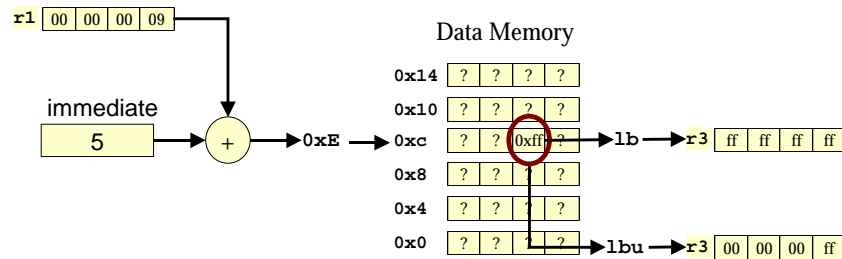 r1 00 00 00 09
Data Memory
0x14 ? ? ? ?
immediate
0x10 ? ? ? ?
5 + 0xE 0xc ? ? 0xff ? lb r3 ff ff ff ff
0x8 ? ? ? ?
0x4 ? ? ? ?
0x0 ? ? ? ? lbu r3 00 00 00 ff